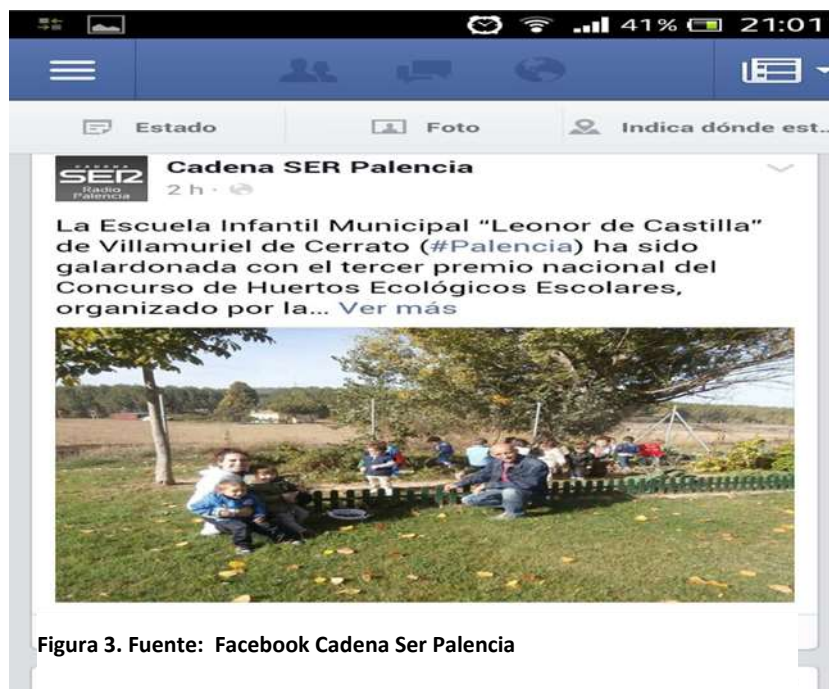 41% 21:01
Estado Foto Indica dónde est...
CADENA
SER
Radio
Palencia
Cadena SER Palencia
2 h ·
La Escuela Infantil Municipal “Leonor de Castilla”
de Villamuriel de Cerrato (#Palencia) ha sido
galardonada con el tercer premio nacional del
Concurso de Huertos Ecológicos Escolares,
organizado por la... Ver más
Figura 3. Fuente: Facebook Cadena Ser Palencia